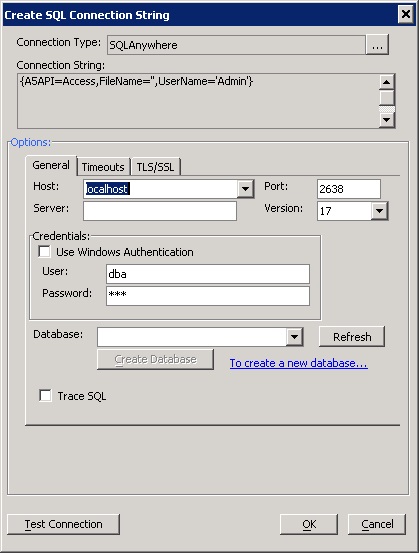 Create SQL Connection String
Connection Type: SQLAnywhere ...
Connection String:
{A5API=Access,FileName='',UserName='Admin'}
Options:
General Timeouts TLS/SSL
Host: localhost Port: 2638
Server: Version: 17
Credentials:
Use Windows Authentication
User: dba
Password: ***
Database: Refresh
Create Database To create a new database...
Trace SQL
Test Connection OK Cancel